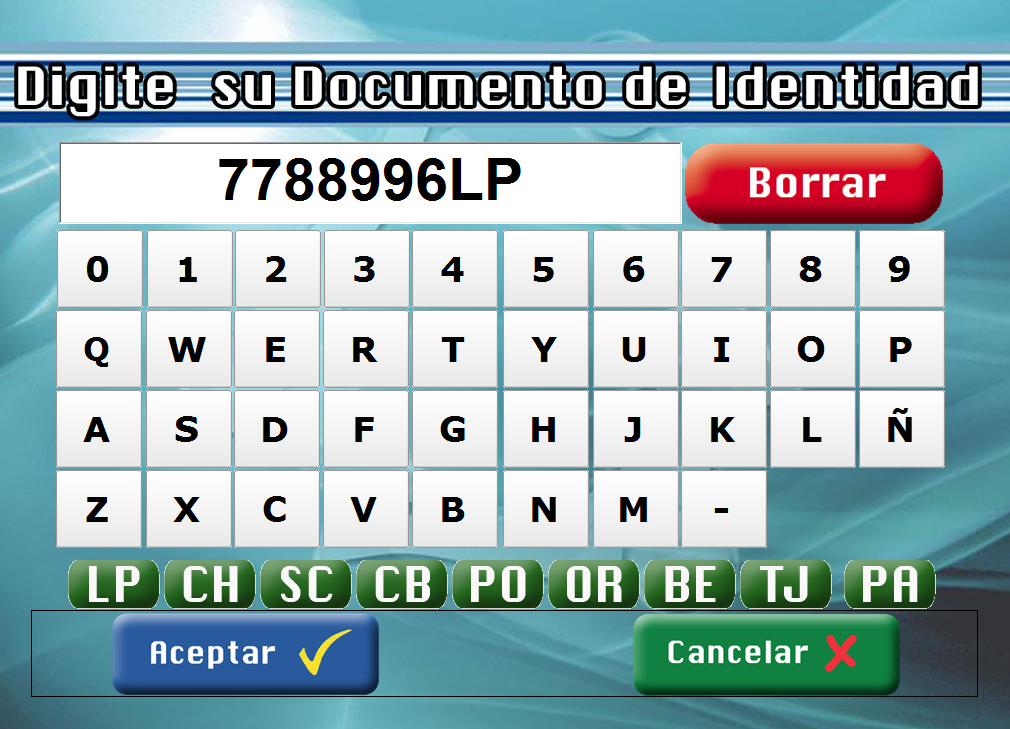 Digite su Documento de Identidad
7788996LP Borrar
0 1 2 3 4 5 6 7 8 9
Q W E R T Y U I O P
A S D F G H J K L Ñ
Z X C V B N M -
LP CH SC CB PO OR BE TJ PA
Aceptar Cancelar